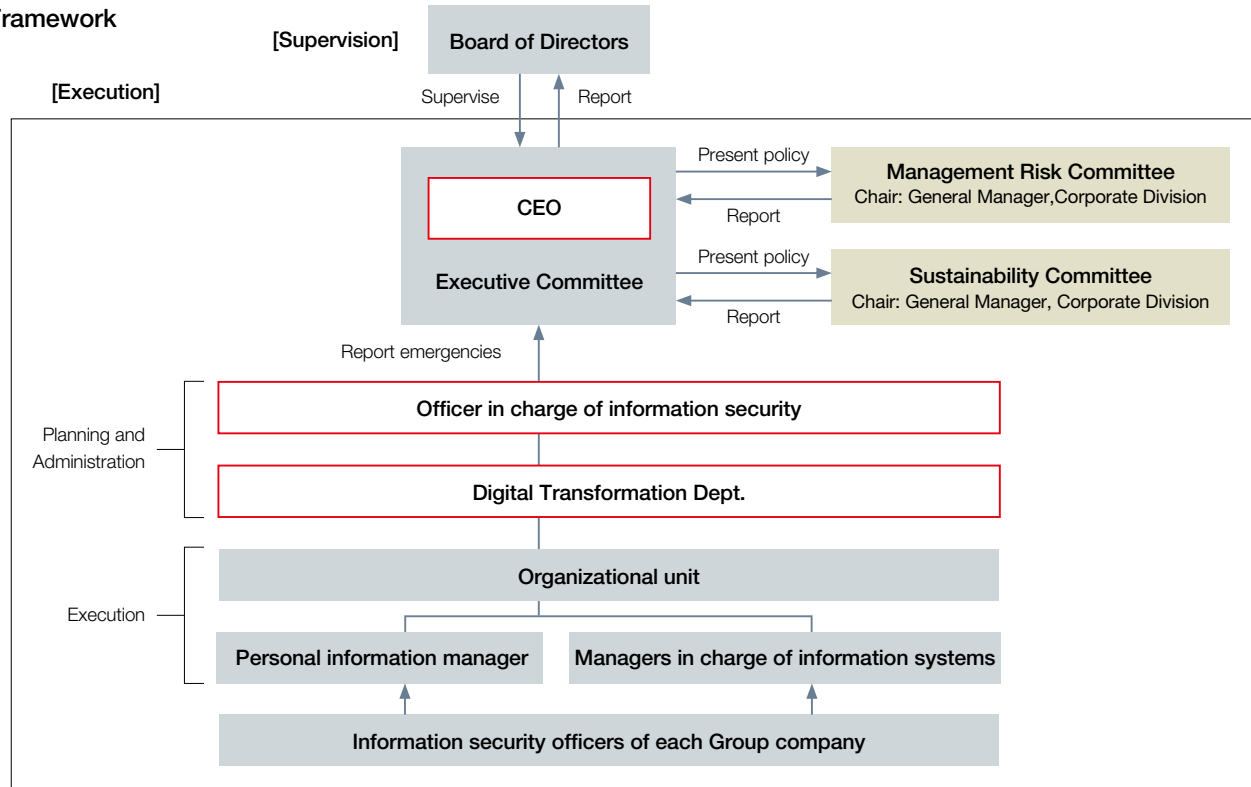 Framework
[Supervision]
Board of Directors
[Execution]
Supervise
Report
Present policy
Management Risk Committee
Chair: General Manager,Corporate Division
CEO
Report
Present policy
Executive Committee
Sustainability Committee
Chair: General Manager, Corporate Division
Report
Report emergencies
Officer in charge of information security
Planning and
Administration
Digital Transformation Dept.
Organizational unit
Execution
Personal information manager
Managers in charge of information systems
Information security officers of each Group company